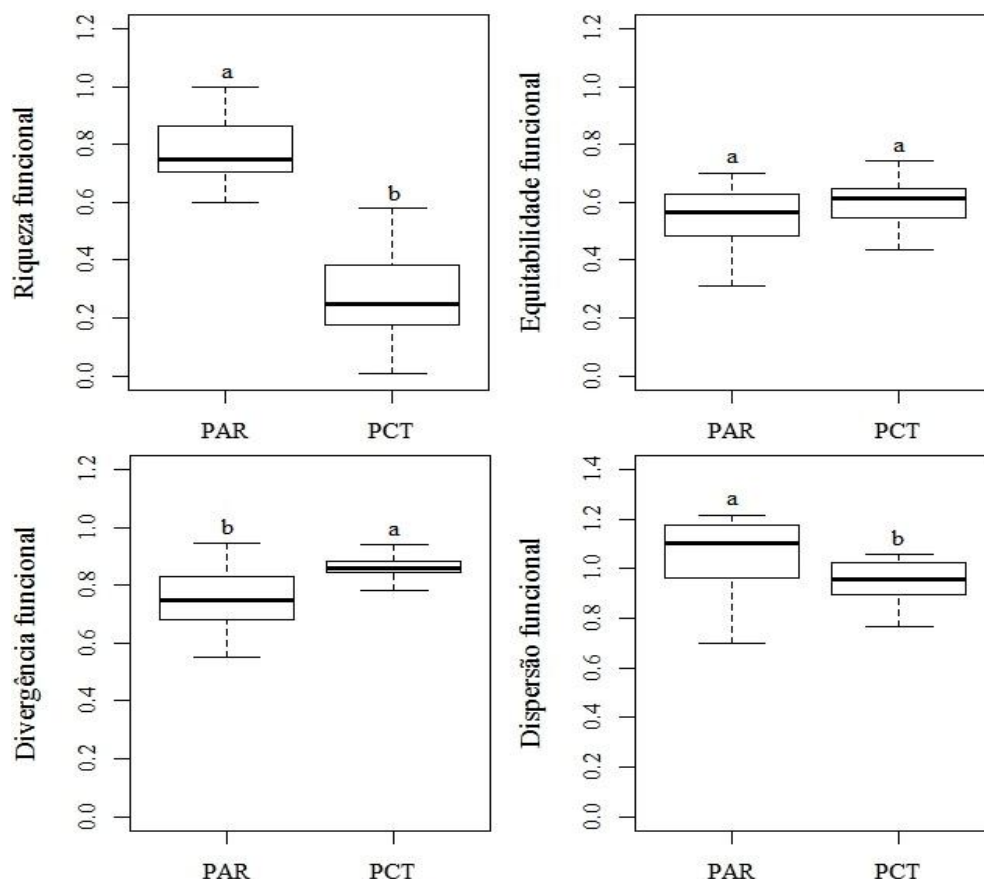 Riqueza funcional
1.2
1.0
0.8
0.6
0.4
0.2
0.0
a
b
PAR PCT
Equitabilidade funcional
1.2
1.0
0.8
0.6
0.4
0.2
0.0
a
a
PAR PCT
Divergência funcional
1.2
1.0
0.8
0.6
0.4
0.2
0.0
b
a
PAR PCT
Dispersão funcional
1.4
1.2
1.0
0.8
0.6
0.4
0.2
0.0
a
b
PAR PCT